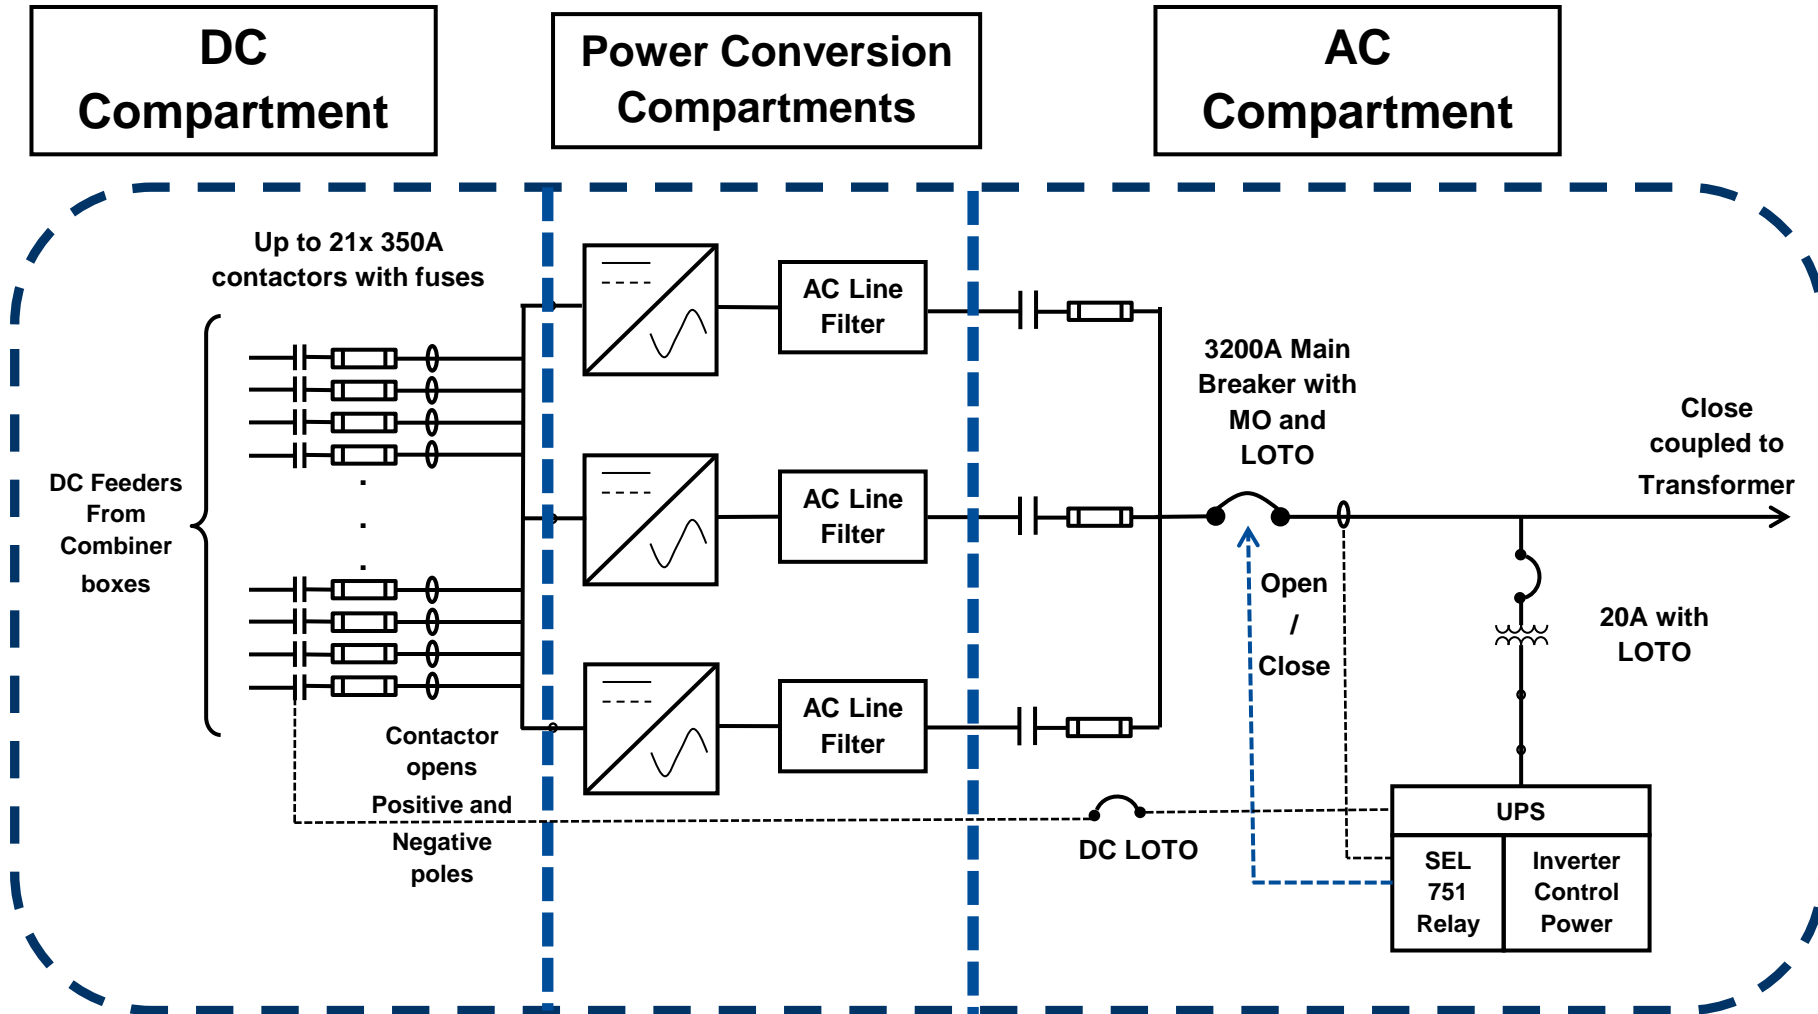 DC
Compartment
Power Conversion
Compartments
AC
Compartment
Up to 21x 350A
contactors with fuses
DC Feeders
From
Combiner
boxes
Contactor
opens
Positive and
Negative
poles
AC Line
Filter
AC Line
Filter
AC Line
Filter
3200A Main
Breaker with
MO and
LOTO
Open
/
Close
Close
coupled to
Transformer
20A with
LOTO
DC LOTO
UPS
SEL
751
Relay
Inverter
Control
Power